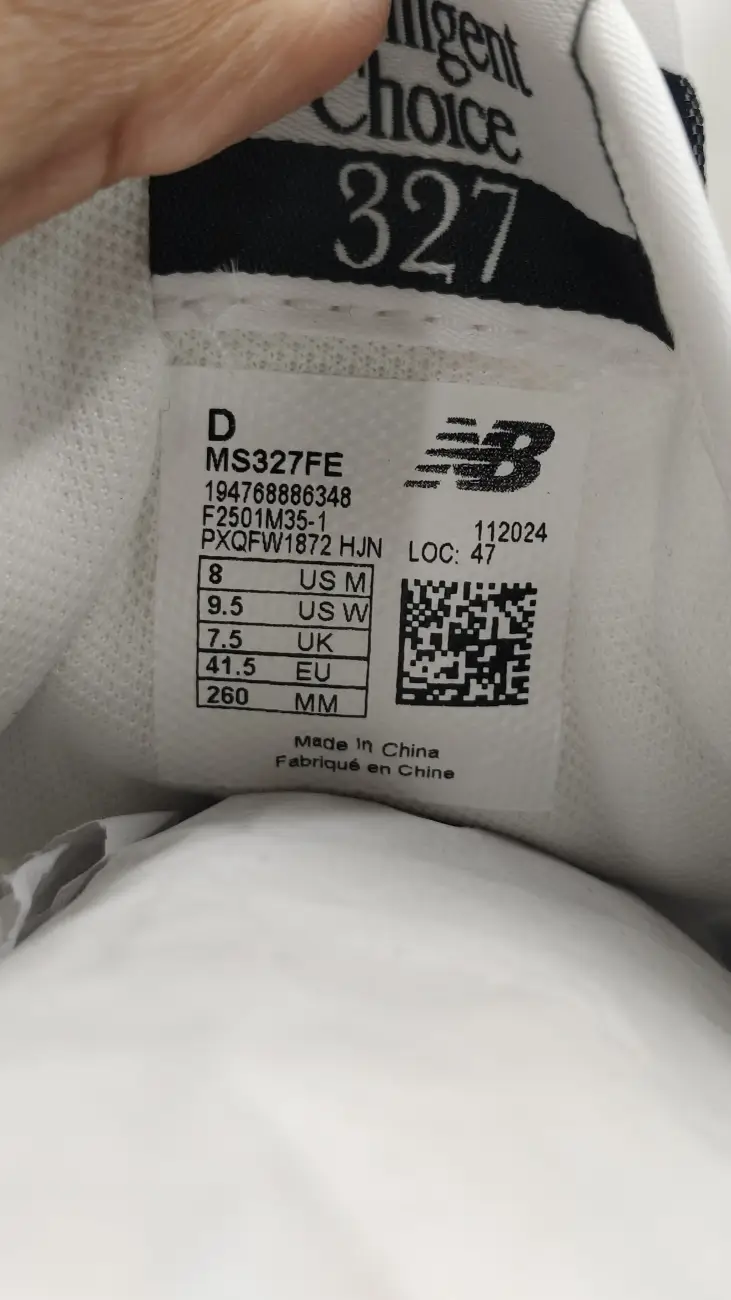 Choice
327
D
MS327FE
194768886348
F2501M35-1
112024
PXQFW1872 HJN
LOC: 47
8 US M
9.5 US W
7.5 UK
41.5 EU
260 MM
Made in China
Fabriqué en Chine